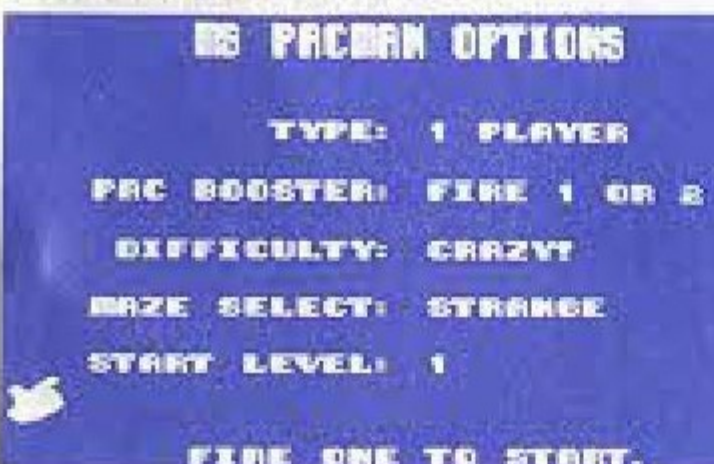 MS PACMAN OPTIONS
TYPE: 1 PLAYER
PAC BOOSTER: FIRE 1 OR 2
DIFFICULTY: CRAZY!
MAZE SELECT: STRANGE
START LEVEL: 1
FIRE ONE TO START.